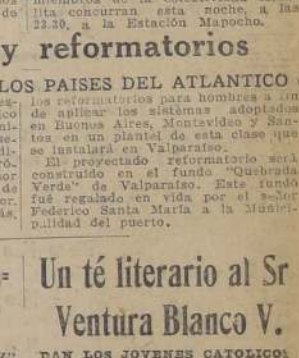 lita concurran esta noche, a las
22.30, a la Estación Mapocho.
y reformatorios
LOS PAISES DEL ATLANTICO
los reformatorios para hombres a fin
de aplicar los sistemas adoptados
en Buenos Aires, Montevideo y San-
tos en un plantel de esta clase que
se instalará en Valparaíso.
El proyectado reformatorio será
construido en el fundo "Quebrada
Verde" de Valparaíso. Este fundo
fué regalado en vida por el señor
Federico Santa María a la Munici-
palidad del puerto.
Un té literario al Sr
Ventura Blanco V.
DAN LOS JOVENES CATOLICOS